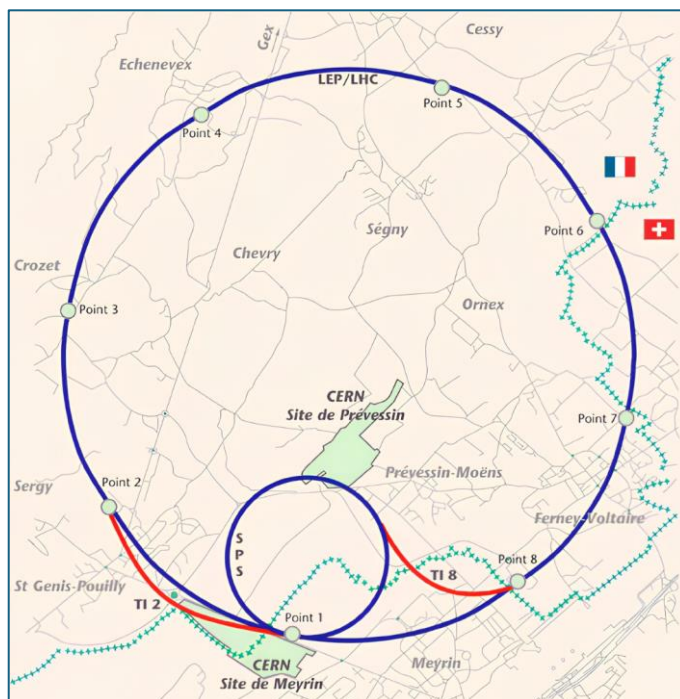 Cessy
Gex
Echenevex
LEP/LHC
Point 5
Point 4
Point 6
Ségny
Chevry
Crozet
Point 3
Ornex
CERN
Site de Prévessin
Point 7
Point 2
Sergy
Prévessin-Moëns
Ferney-Voltaire
SPS
Point 8
St Genis-Pouilly
TI 2
TI 8
Point 1
CERN
Site de Meyrin
Meyrin